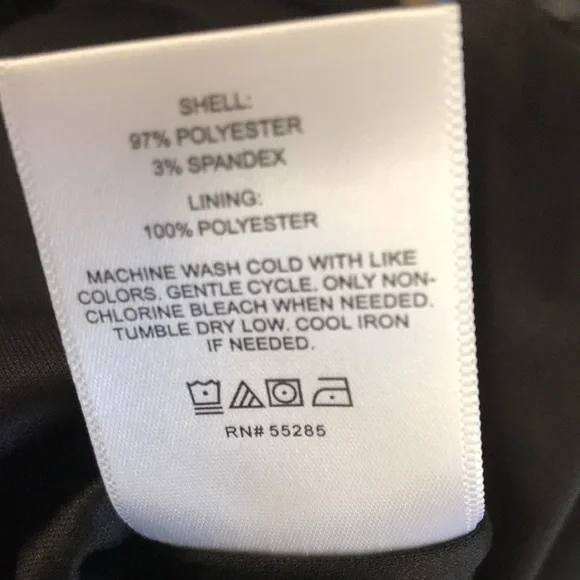 SHELL:
97% POLYESTER
3% SPANDEX
LINING:
100% POLYESTER
MACHINE WASH COLD WITH LIKE
COLORS. GENTLE CYCLE. ONLY NON-
CHLORINE BLEACH WHEN NEEDED.
TUMBLE DRY LOW. COOL IRON
IF NEEDED.
RN# 55285